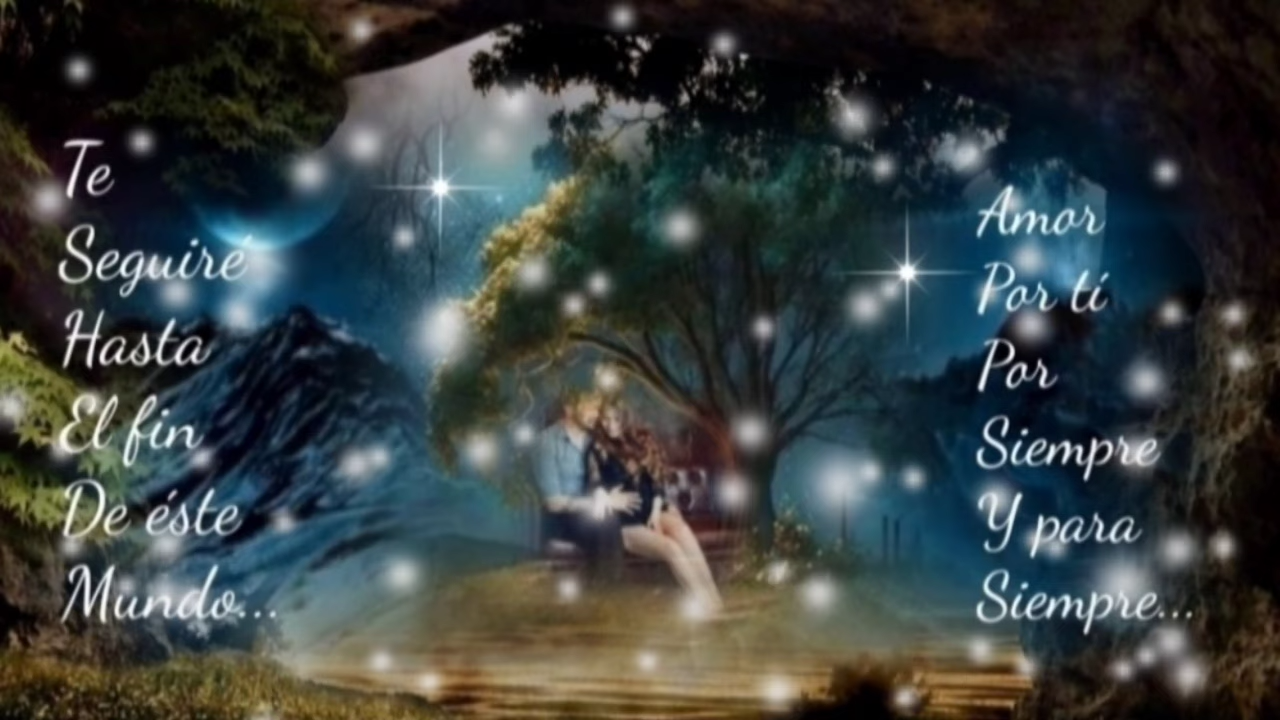 Te
Seguiré
Hasta
El fin
De éste
Mundo...
Amor
Por tí
Por
Siempre
Y para
Siempre...